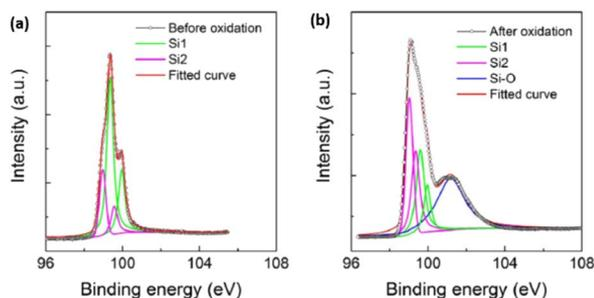 (a)
Before oxidation
Si1
Si2
Fitted curve
Intensity (a.u.)
96 100 104 108
Binding energy (eV)
(b)
After oxidation
Si1
Si2
Si-O
Fitted curve
Intensity (a.u.)
96 100 104 108
Binding energy (eV)